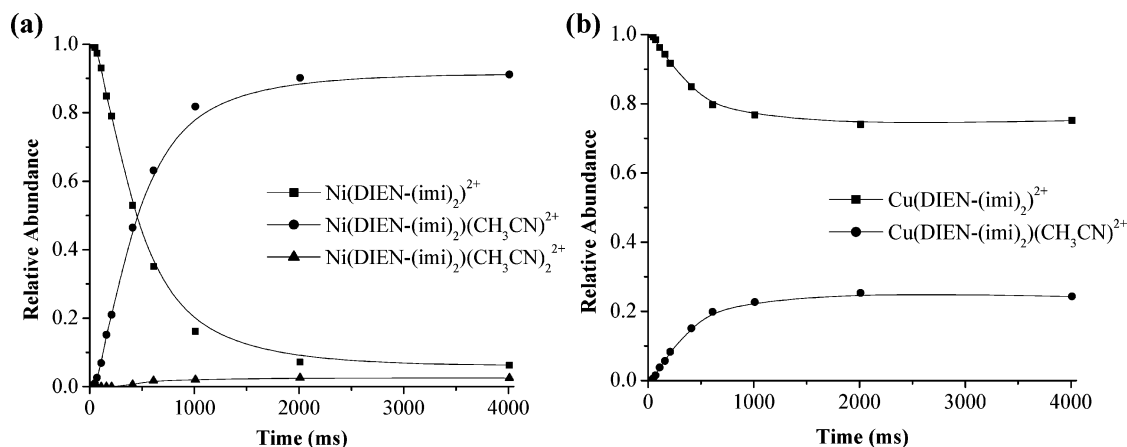 (a)
1.0
0.8
0.6
0.4
0.2
0.0
Relative Abundance
Ni(DIEN-(imi)₂)²⁺
Ni(DIEN-(imi)₂)(CH₃CN)²⁺
Ni(DIEN-(imi)₂)(CH₃CN)₂²⁺
0 1000 2000 3000 4000
Time (ms)
(b)
1.0
0.8
0.6
0.4
0.2
0.0
Relative Abundance
Cu(DIEN-(imi)₂)²⁺
Cu(DIEN-(imi)₂)(CH₃CN)²⁺
0 1000 2000 3000 4000
Time (ms)